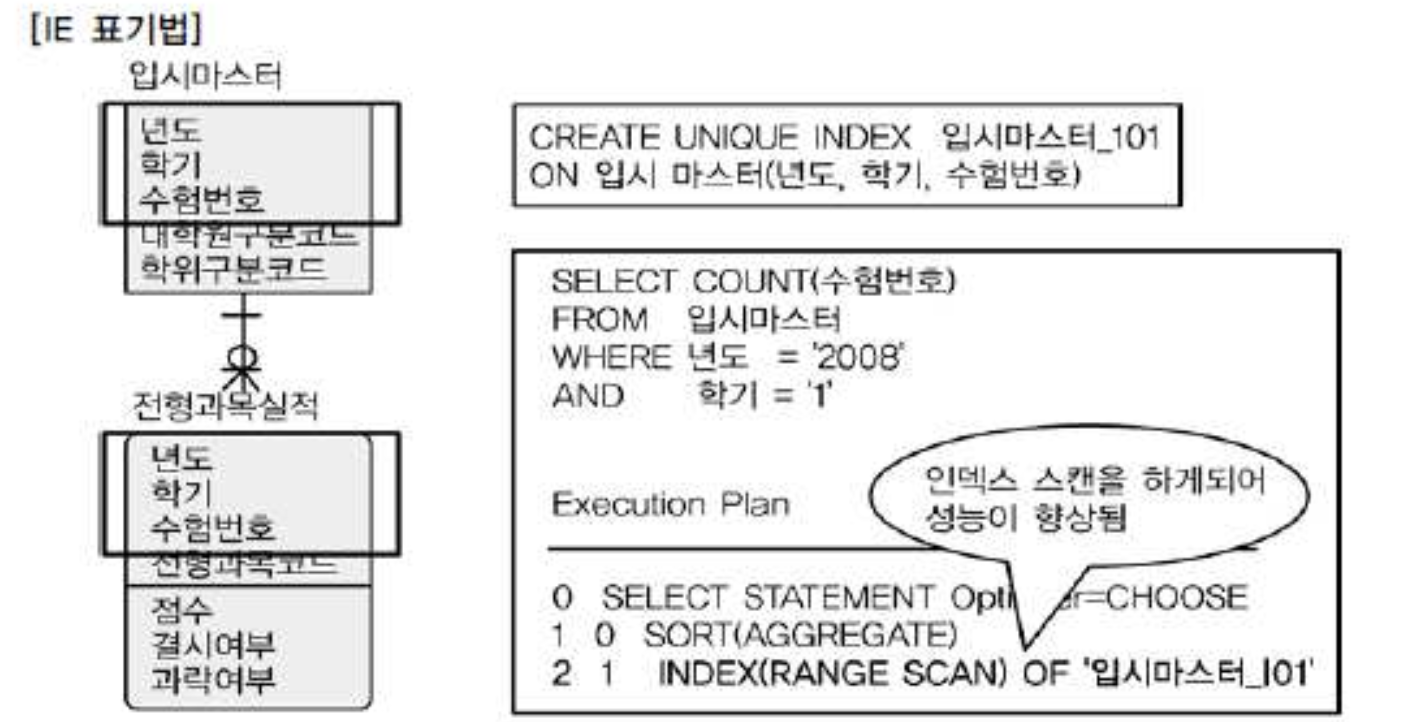 [IE 표기법]
입시마스터
년도
학기
수험번호
대학원구분코드
학위구분코드
전형과목실적
년도
학기
수험번호
전형과목코드
점수
결시여부
과락여부
CREATE UNIQUE INDEX 입시마스터_101
ON 입시 마스터(년도, 학기, 수험번호)
SELECT COUNT(수험번호)
FROM 입시마스터
WHERE 년도 = '2008'
AND 학기 = '1'
인덱스 스캔을 하게되어
성능이 향상됨
Execution Plan
0 SELECT STATEMENT Opti er=CHOOSE
1 0 SORT(AGGREGATE)
2 1 INDEX(RANGE SCAN) OF '입시마스터_I01'